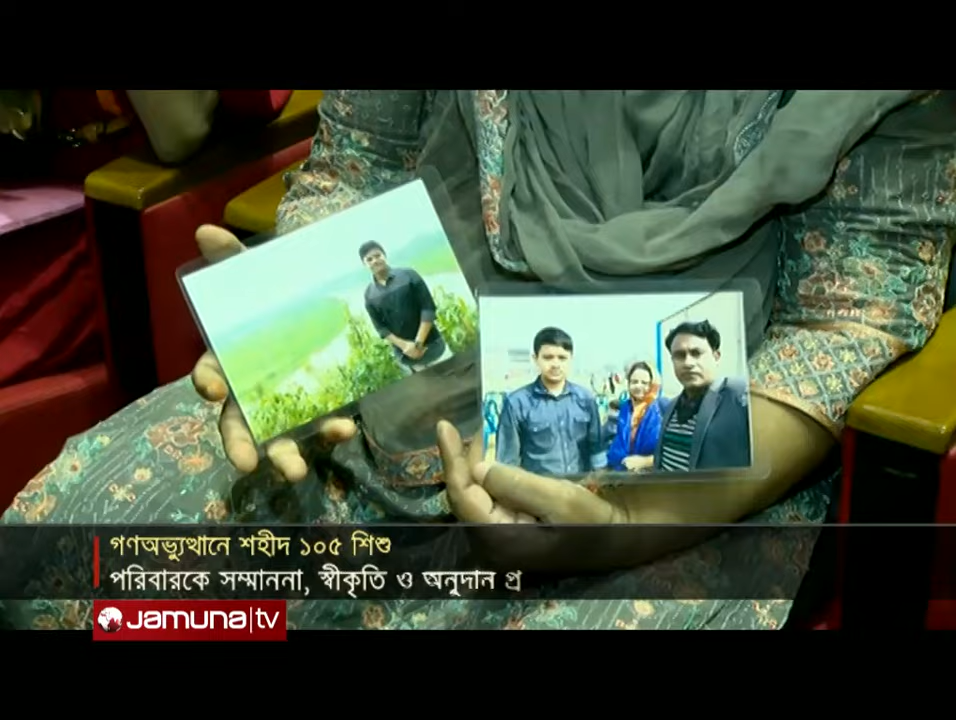 গণঅভ্যুত্থানে শহীদ ১০৫ শিশু
পরিবারকে সম্মাননা, স্বীকৃতি ও অনুদান প্র
Jamuna|tv